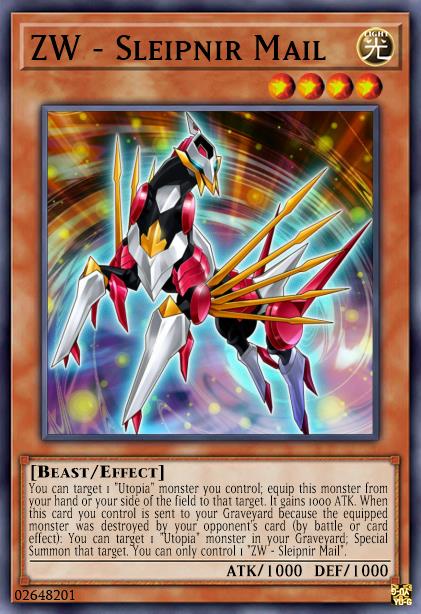 ZW - Sleipnir Mail
LIGHT
光
[Beast/Effect]
You can target 1 "Utopia" monster you control; equip this monster from
your hand or your side of the field to that target. It gains 1000 ATK. When
this card you control is sent to your Graveyard because the equipped
monster was destroyed by your opponent's card (by battle or card
effect): You can target 1 "Utopia" monster in your Graveyard; Special
Summon that target. You can only control 1 "ZW - Sleipnir Mail".
ATK/1000 DEF/1000
02648201